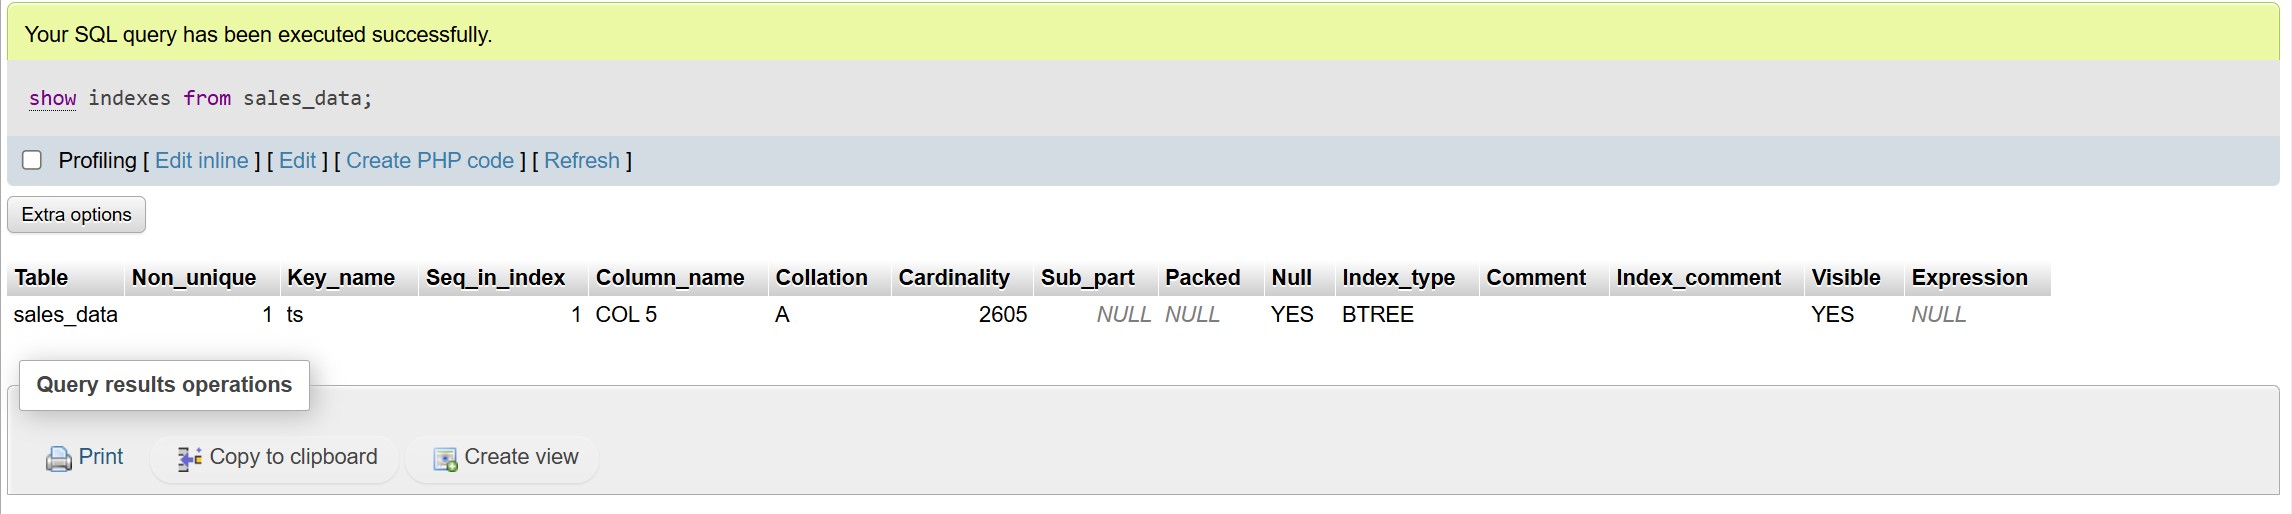 Your SQL query has been executed successfully.
show indexes from sales_data;
Profiling [ Edit inline ] [ Edit ] [ Create PHP code ] [ Refresh ]
Extra options
Table Non_unique Key_name Seq_in_index Column_name Collation Cardinality Sub_part Packed Null Index_type Comment Index_comment Visible Expression
sales_data 1 ts 1 COL 5 A 2605 NULL NULL YES BTREE YES NULL
Query results operations
Print Copy to clipboard Create view